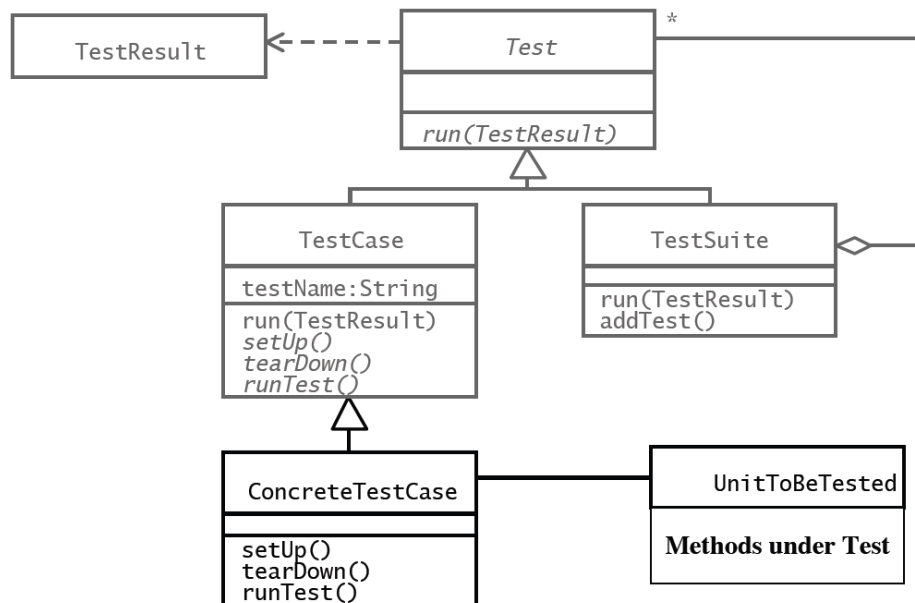 TestResult
Test
*
run(TestResult)
TestCase
testName:String
run(TestResult)
setUp()
tearDown()
runTest()
TestSuite
run(TestResult)
addTest()
ConcreteTestCase
setUp()
tearDown()
runTest()
UnitToBeTested
Methods under Test